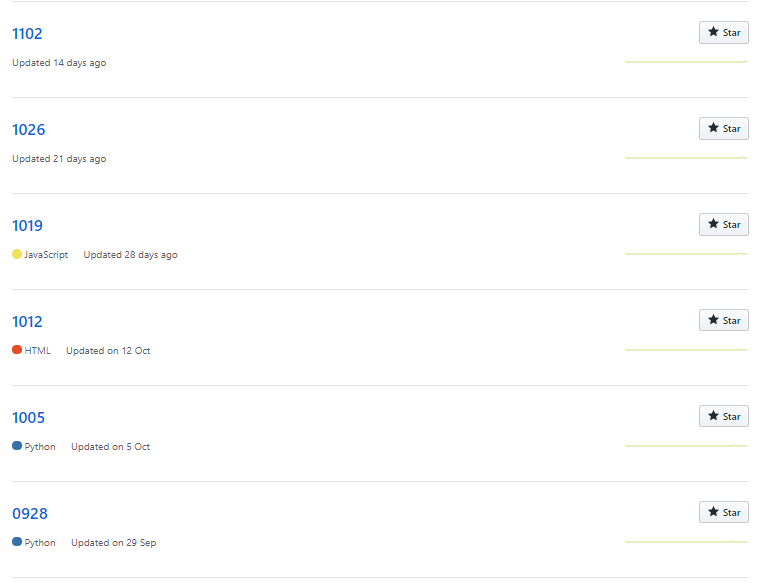 1102
Star
Updated 14 days ago
1026
Star
Updated 21 days ago
1019
Star
JavaScript Updated 28 days ago
1012
Star
HTML Updated on 12 Oct
1005
Star
Python Updated on 5 Oct
0928
Star
Python Updated on 29 Sep